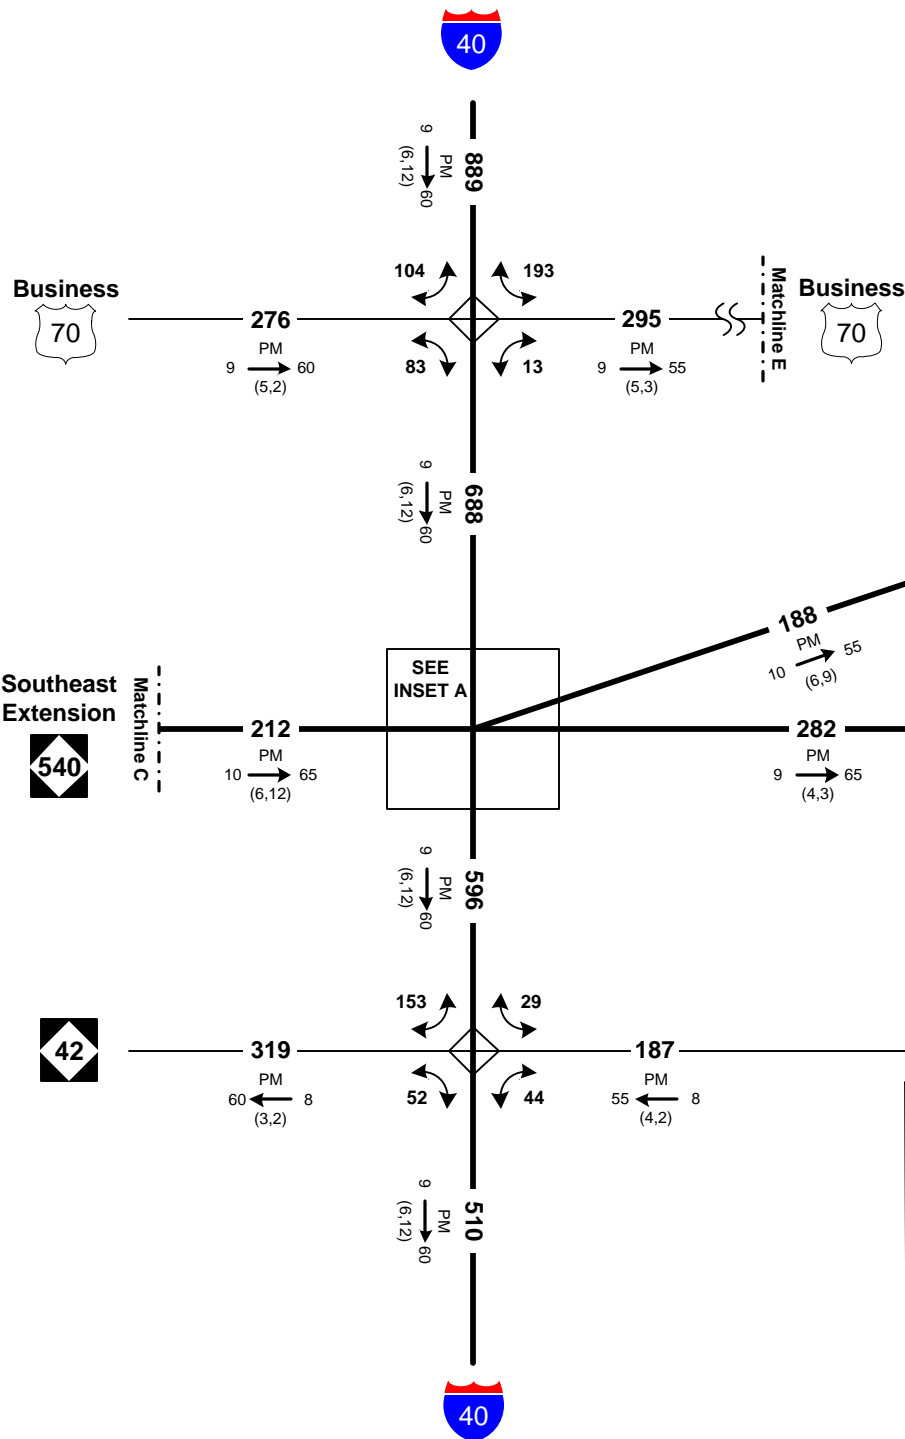 40
9
PM
(6,12)
60
889
104
193
Business
70
276
PM
9 60
(5,2)
295
PM
9 55
(5,3)
Matchline E
Business
70
83
13
9
PM
(6,12)
60
688
188
PM
10 55
(6,9)
SEE
INSET A
Southeast
Extension
540
Matchline C
212
PM
10 65
(6,12)
282
PM
9 65
(4,3)
9
PM
(6,12)
60
596
153
29
42
319
PM
60 8
(3,2)
187
PM
55 8
(4,2)
52
44
9
PM
(6,12)
60
510
40